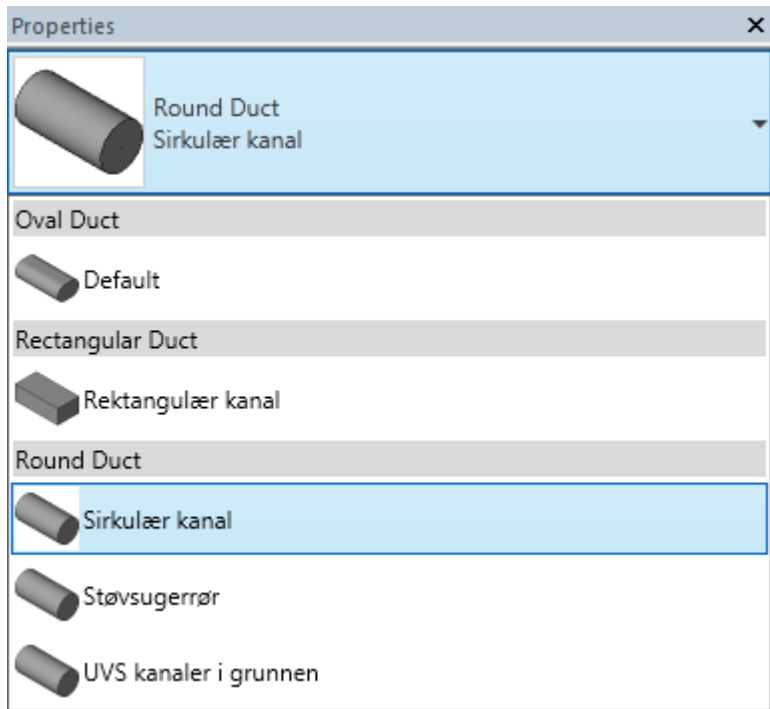 Properties
Round Duct
Sirkulær kanal
Oval Duct
Default
Rectangular Duct
Rektangulær kanal
Round Duct
Sirkulær kanal
Støvsugerrør
UVS kanaler i grunnen